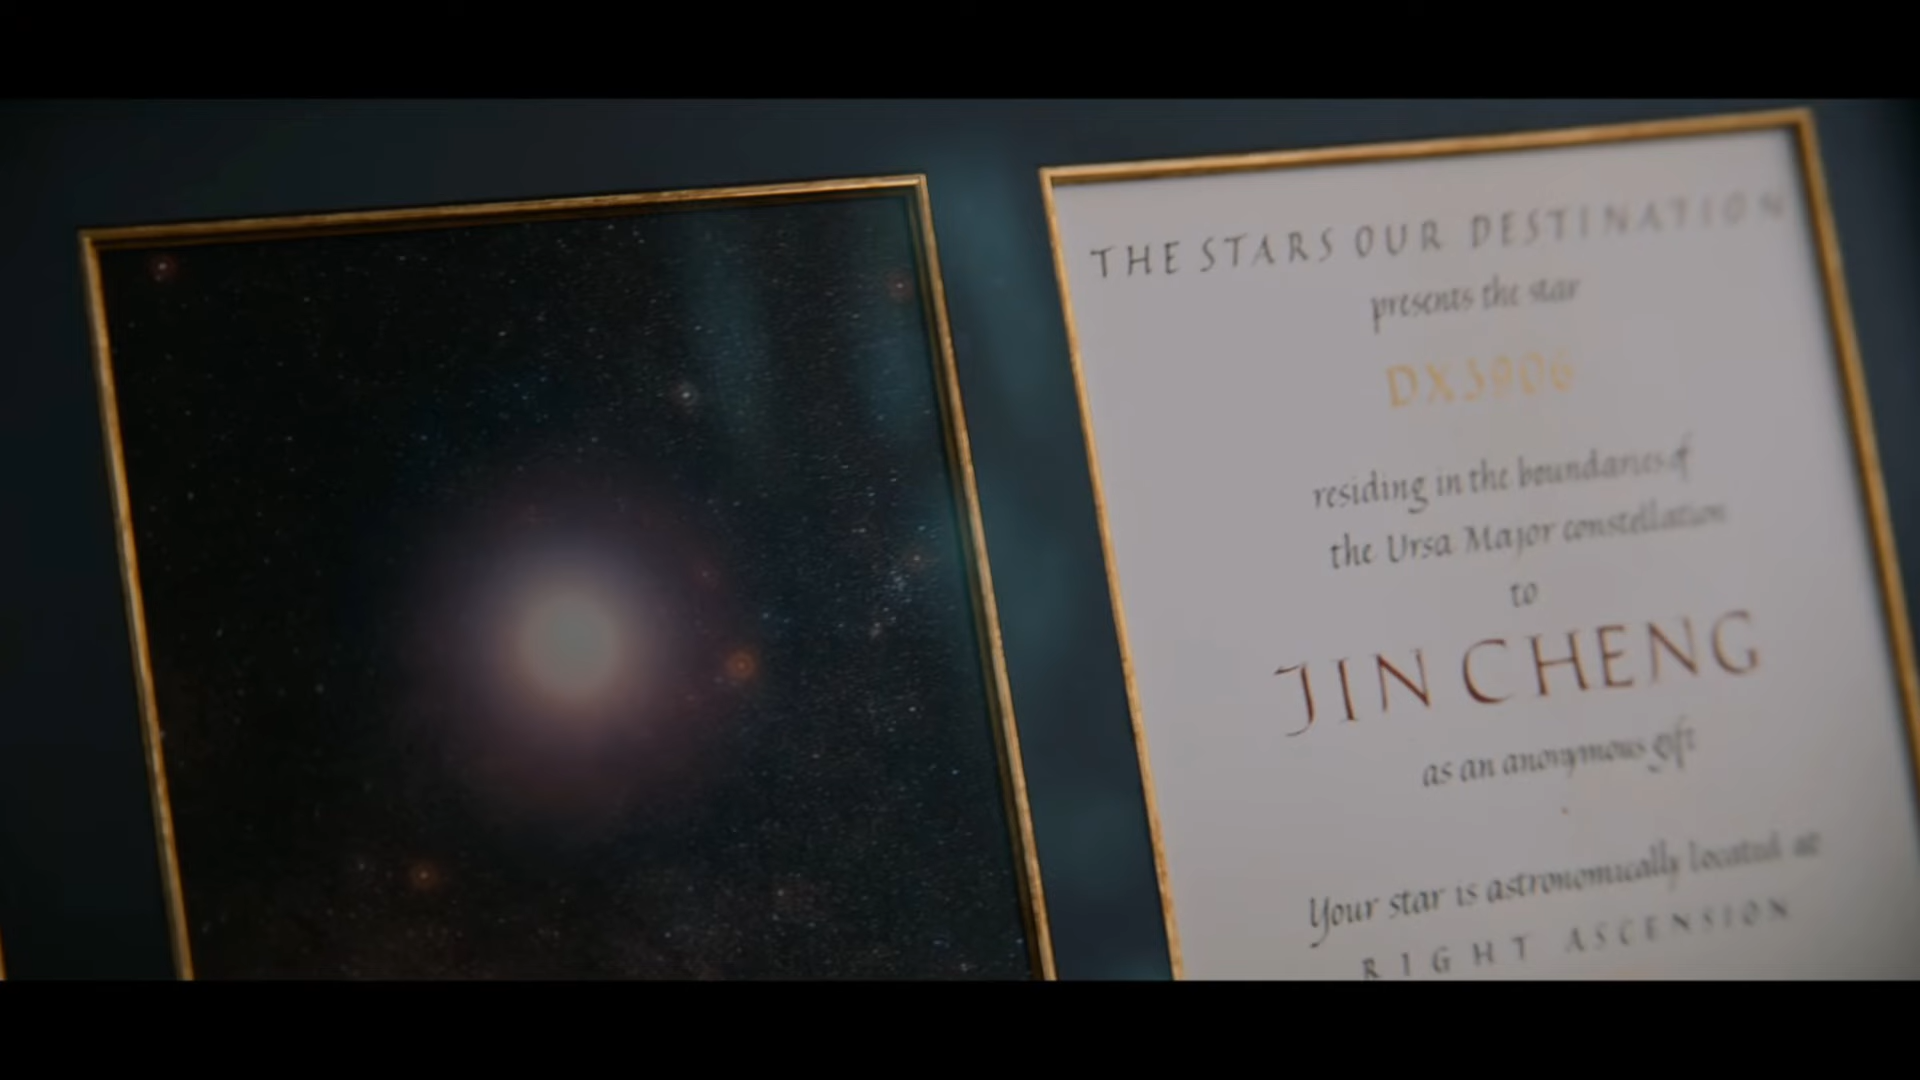 THE STARS OUR DESTINATION
presents the star
DX3906
residing in the boundaries of
the Ursa Major constellation
to
JIN CHENG
as an anonymous gift
Your star is astronomically located at
RIGHT ASCENSION